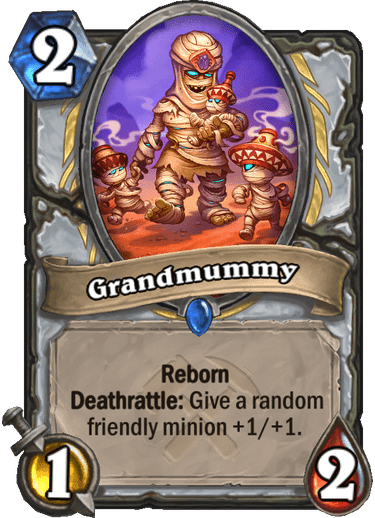 2
Grandmummy
Reborn
Deathrattle: Give a random
friendly minion +1/+1.
1
2